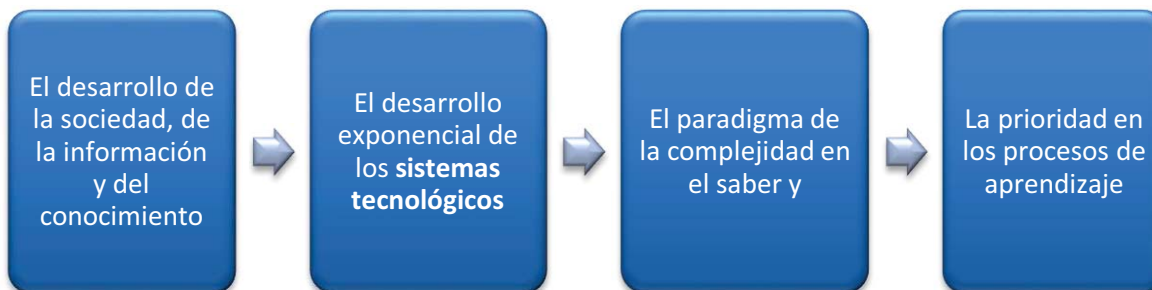 El desarrollo de
la sociedad, de
la información
y del
conocimiento
El desarrollo
exponencial de
los sistemas
tecnológicos
El paradigma de
la complejidad en
el saber y
La prioridad en
los procesos de
aprendizaje